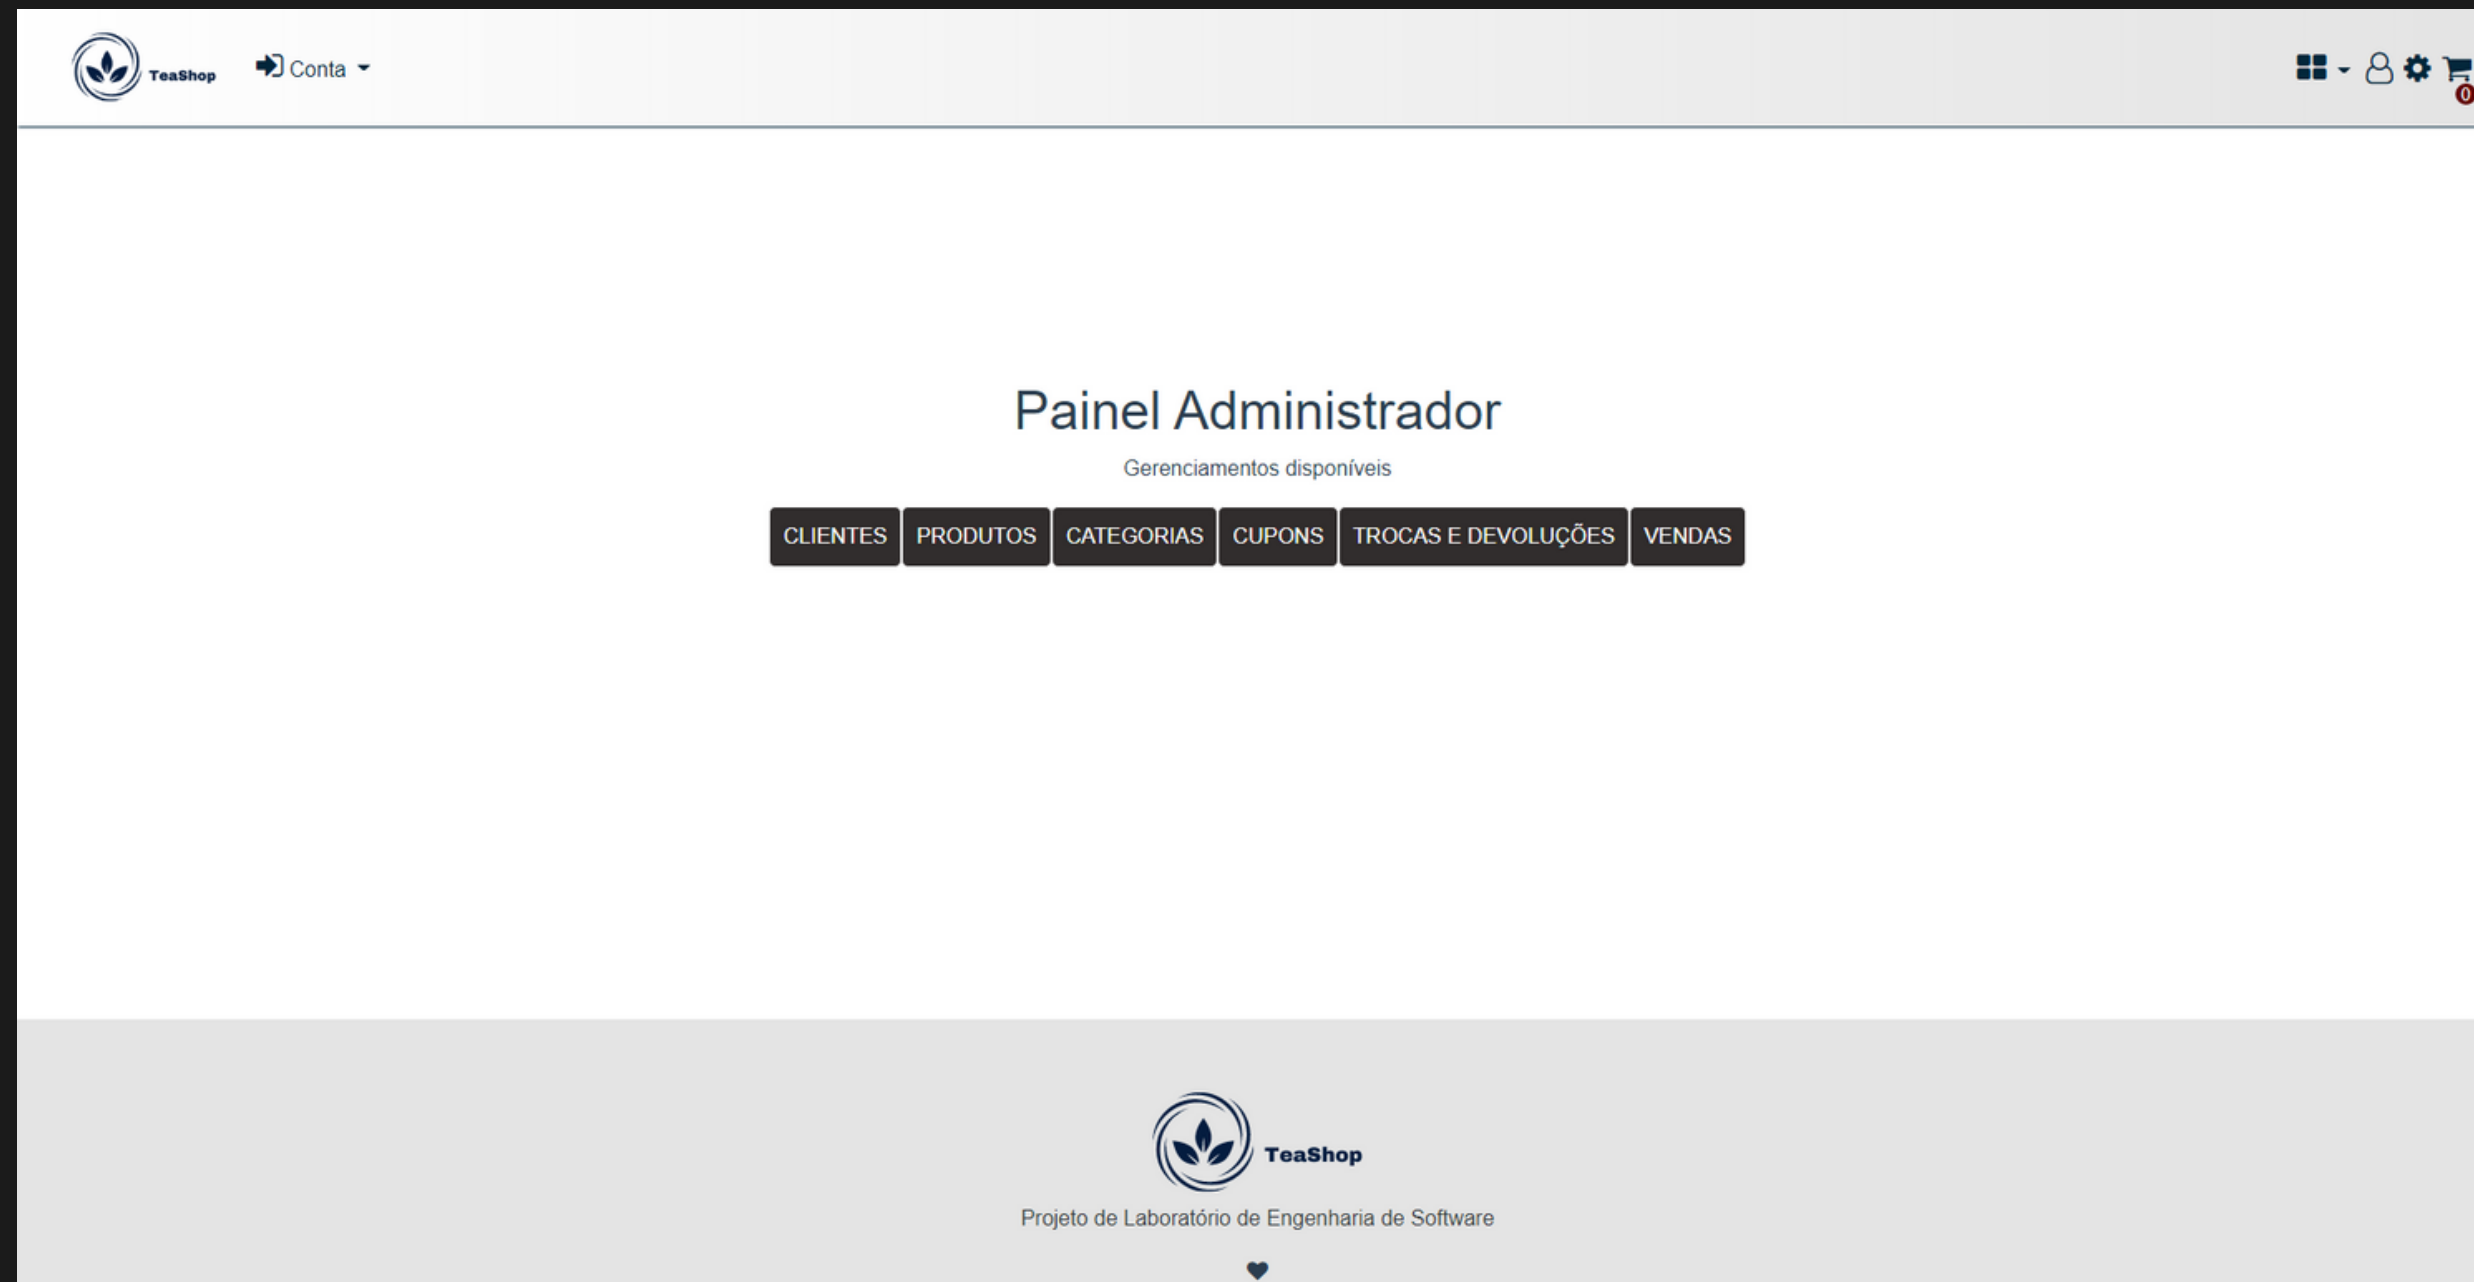 TeaShop Conta
0
Painel Administrador
Gerenciamentos disponíveis
CLIENTES PRODUTOS CATEGORIAS CUPONS TROCAS E DEVOLUÇÕES VENDAS
TeaShop
Projeto de Laboratório de Engenharia de Software